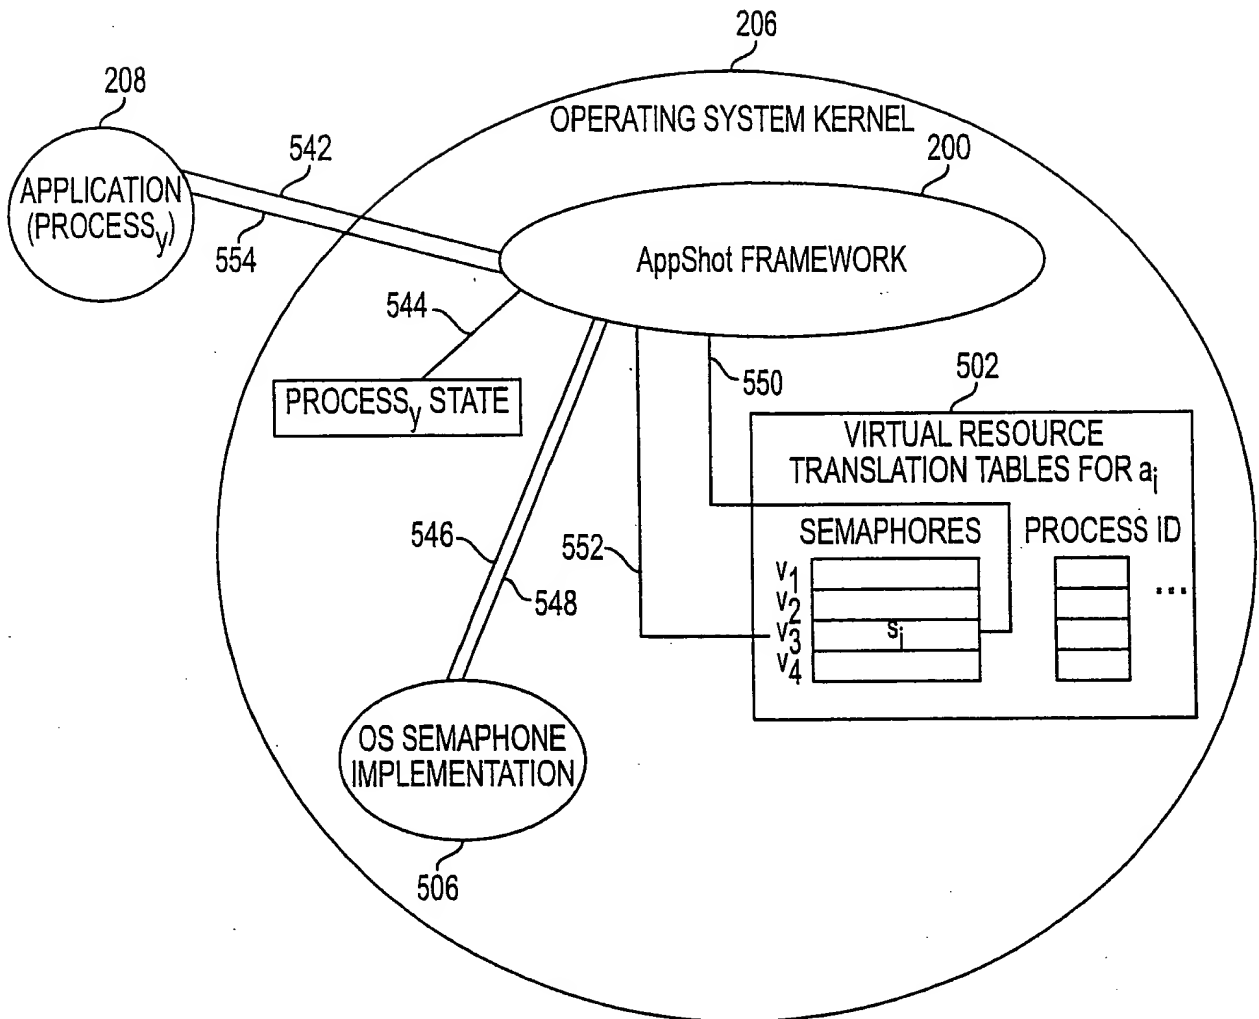 206
208
OPERATING SYSTEM KERNEL
542
200
APPLICATION
(PROCESSy)
554
AppShot FRAMEWORK
544
550
502
PROCESSy STATE
VIRTUAL RESOURCE
TRANSLATION TABLES FOR ai
546
552
SEMAPHORES
PROCESS ID
548
v1
v2
...
v3
si
v4
OS SEMAPHONE
IMPLEMENTATION
506